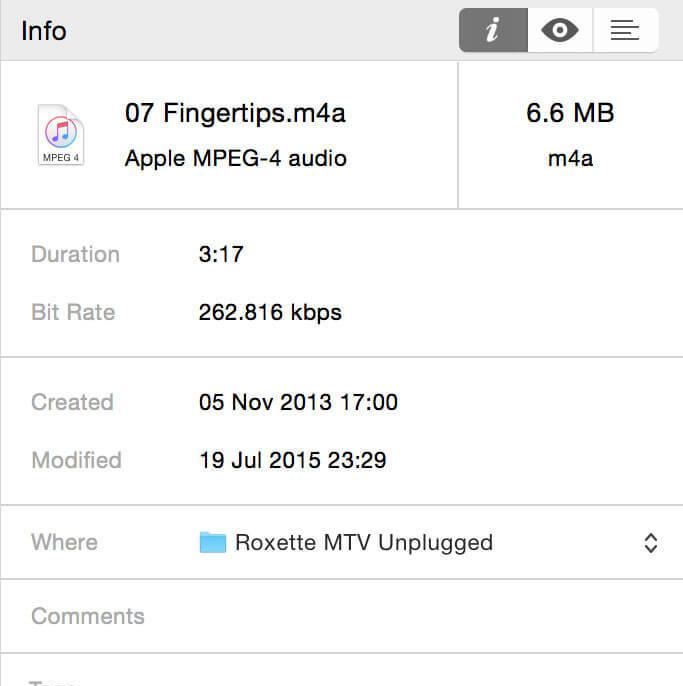 Info
07 Fingertips.m4a
6.6 MB
MPEG 4
Apple MPEG-4 audio
m4a
Duration 3:17
Bit Rate 262.816 kbps
Created 05 Nov 2013 17:00
Modified 19 Jul 2015 23:29
Where Roxette MTV Unplugged
Comments